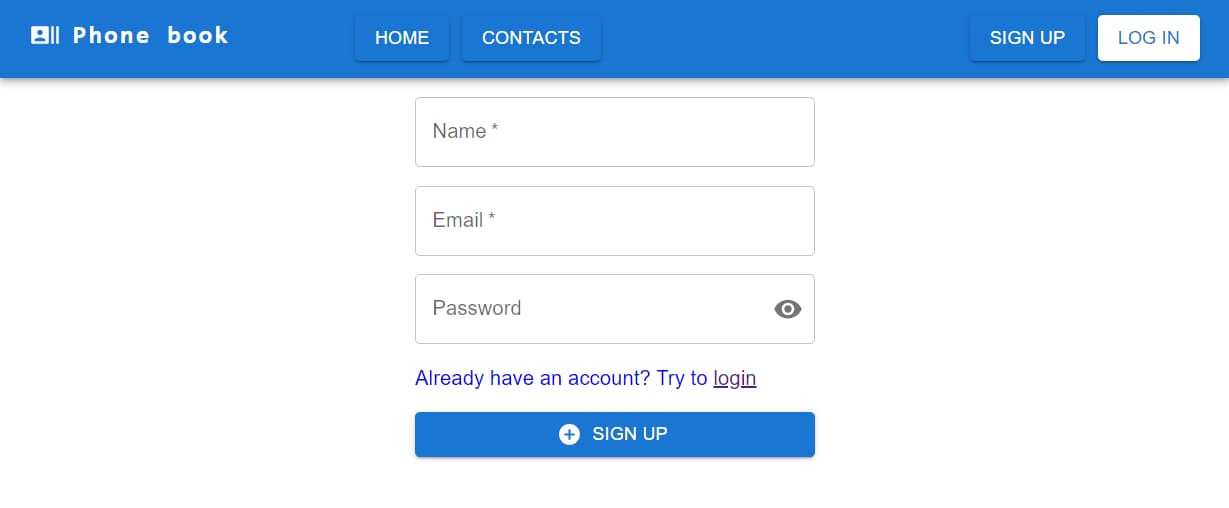 Phone book HOME CONTACTS SIGN UP LOG IN
Name *
Email *
Password
Already have an account? Try to login
SIGN UP